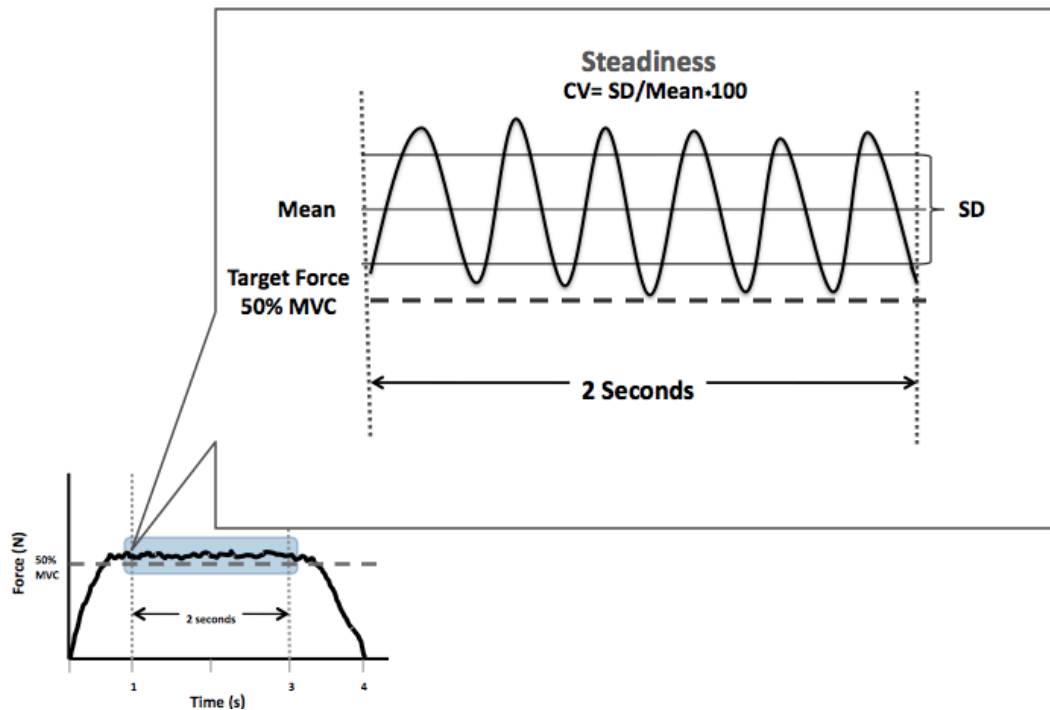 Steadiness
CV= SD/Mean•100
Mean
SD
Target Force
50% MVC
2 Seconds
Force (N)
50%
MVC
2 seconds
1
3
4
Time (s)